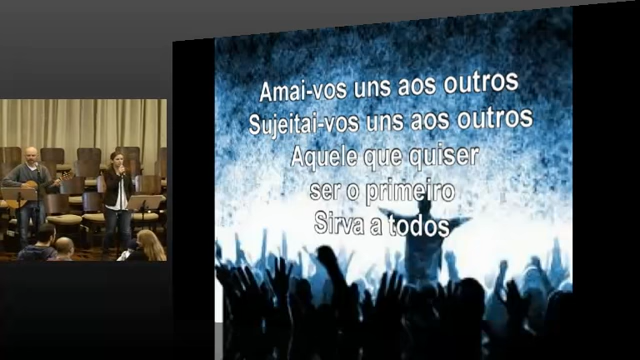 Amai-vos uns aos outros
Sujeitai-vos uns aos outros
Aquele que quiser
ser o primeiro
Sirva a todos